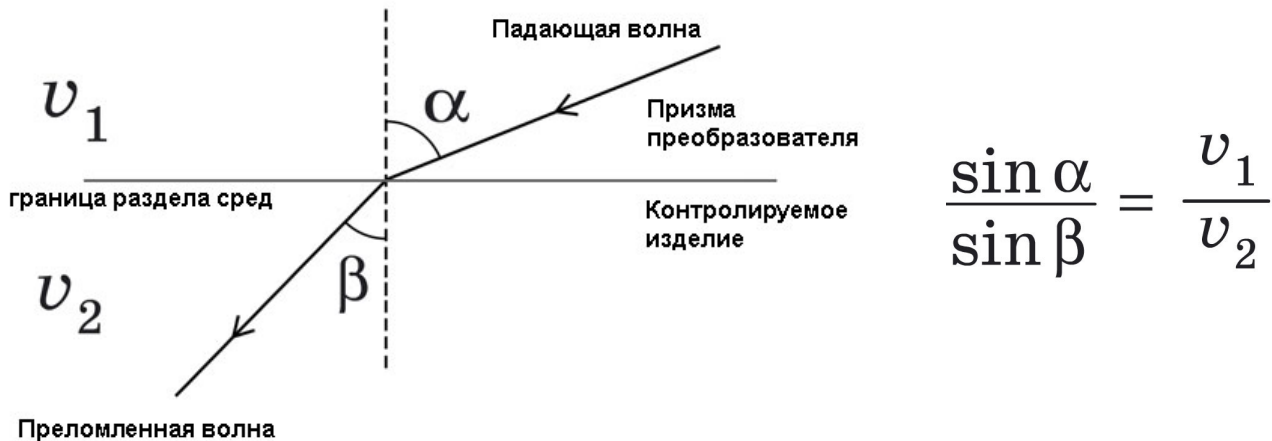 Падающая волна
v₁
α
Призма
преобразователя
граница раздела сред
Контролируемое
изделие
v₂
β
Преломленная волна
sin α / sin β = v₁ / v₂